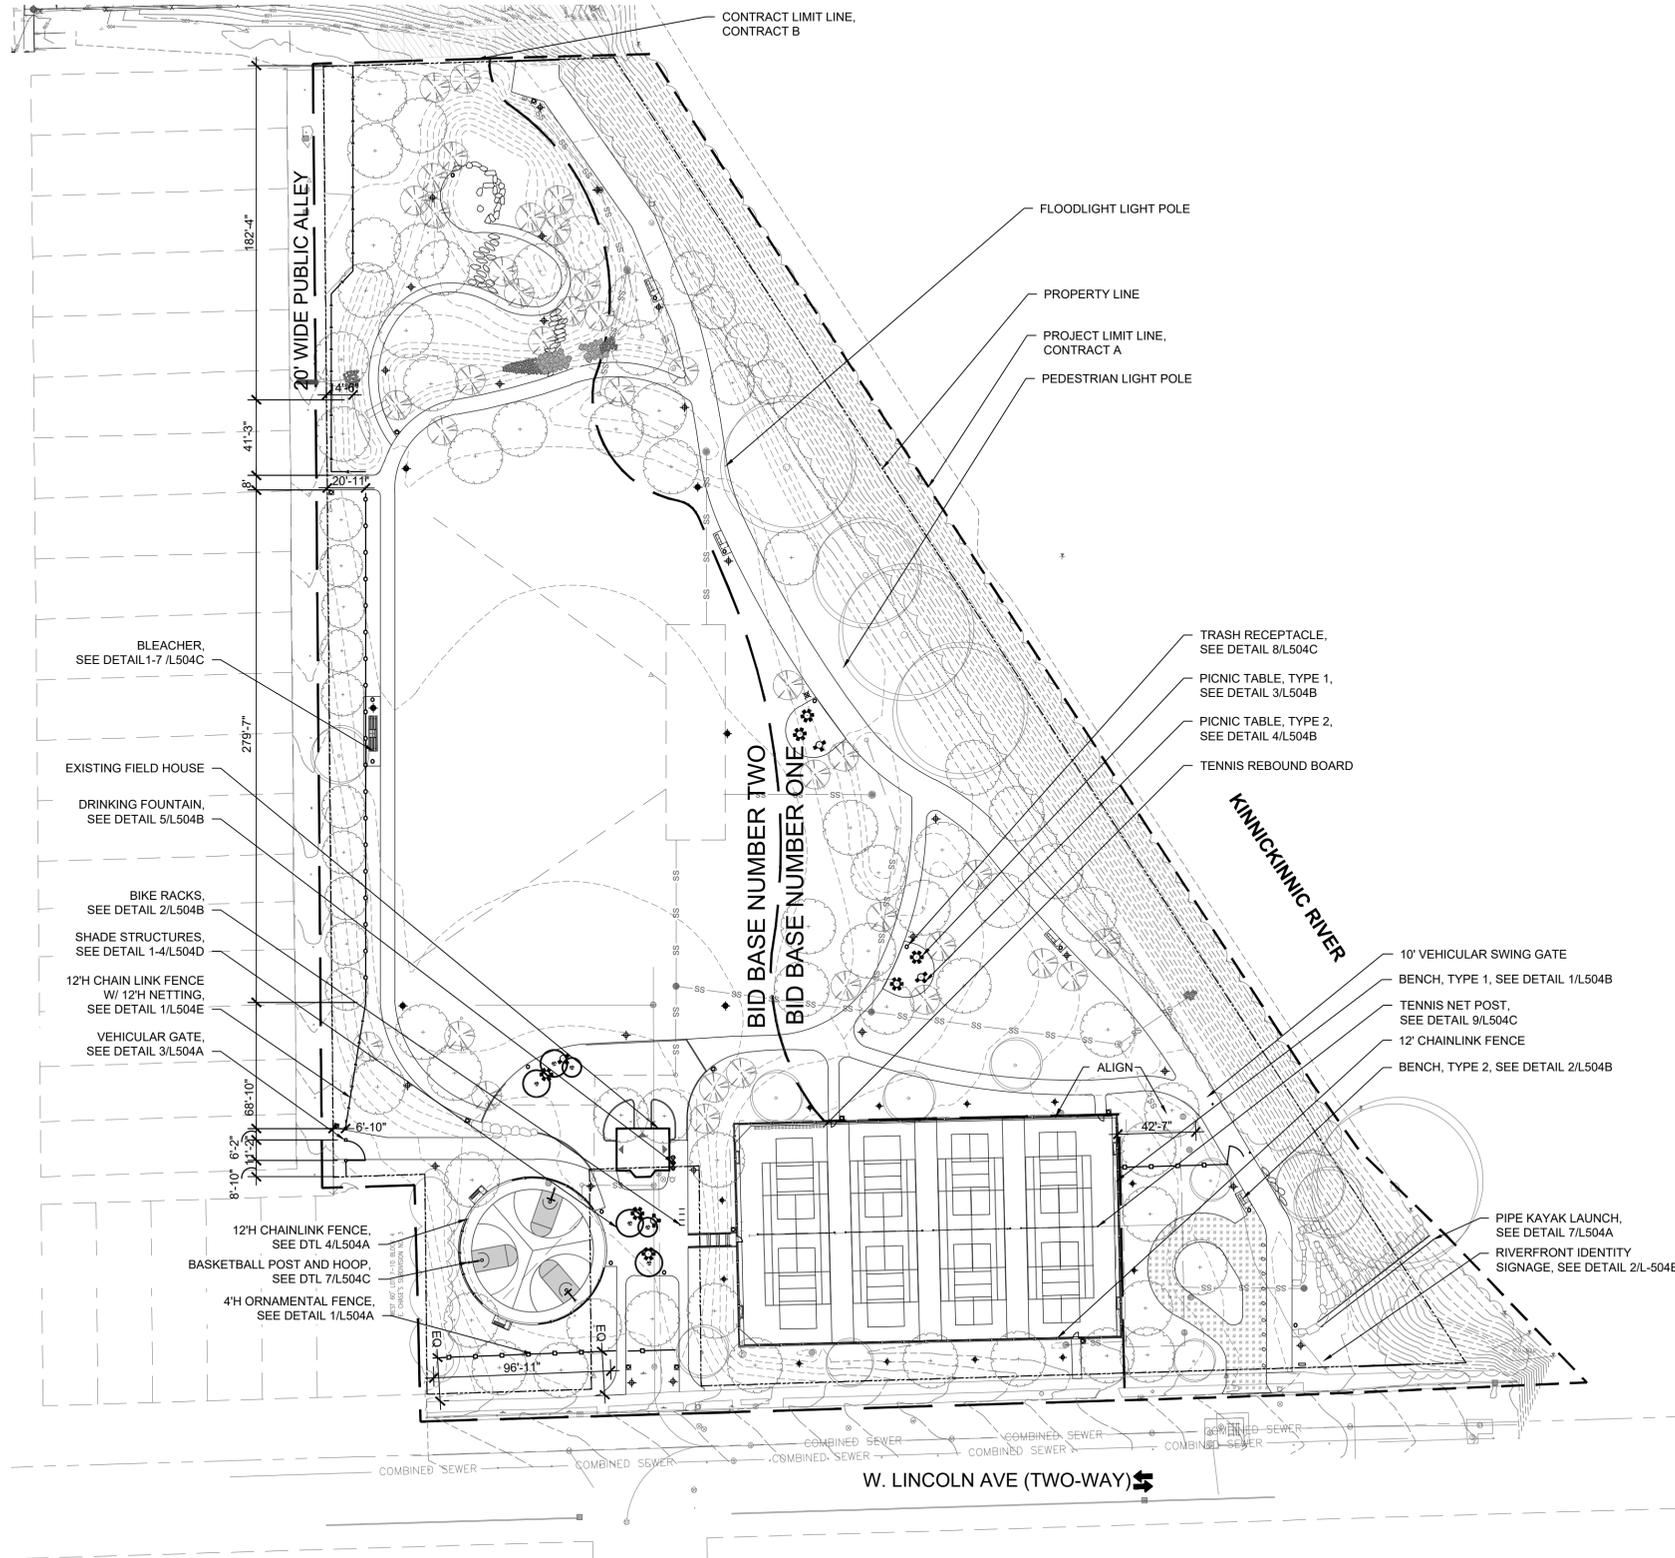 CONTRACT LIMIT LINE,
CONTRACT B
FLOODLIGHT LIGHT POLE
PROPERTY LINE
PROJECT LIMIT LINE,
CONTRACT A
PEDESTRIAN LIGHT POLE
20' WIDE PUBLIC ALLEY
182'-4"
41'-3"
8'
20'-11"
279'-7"
68'-10"
6'-2"
11'-2"
8'-10"
6'-10"
BLEACHER,
SEE DETAIL1-7 /L504C
EXISTING FIELD HOUSE
DRINKING FOUNTAIN,
SEE DETAIL 5/L504B
BIKE RACKS,
SEE DETAIL 2/L504B
SHADE STRUCTURES,
SEE DETAIL 1-4/L504D
12'H CHAIN LINK FENCE
W/ 12'H NETTING,
SEE DETAIL 1/L504E
VEHICULAR GATE,
SEE DETAIL 3/L504A
12'H CHAINLINK FENCE,
SEE DTL 4/L504A
BASKETBALL POST AND HOOP,
SEE DTL 7/L504C
4'H ORNAMENTAL FENCE,
SEE DETAIL 1/L504A
EQ
EQ
96'-11"
BID BASE NUMBER TWO
BID BASE NUMBER ONE
TRASH RECEPTACLE,
SEE DETAIL 8/L504C
PICNIC TABLE, TYPE 1,
SEE DETAIL 3/L504B
PICNIC TABLE, TYPE 2,
SEE DETAIL 4/L504B
TENNIS REBOUND BOARD
KINNICKINNIC RIVER
10' VEHICULAR SWING GATE
BENCH, TYPE 1, SEE DETAIL 1/L504B
TENNIS NET POST,
SEE DETAIL 9/L504C
12' CHAINLINK FENCE
BENCH, TYPE 2, SEE DETAIL 2/L504B
ALIGN
42'-7"
PIPE KAYAK LAUNCH,
SEE DETAIL 7/L504A
RIVERFRONT IDENTITY
SIGNAGE, SEE DETAIL 2/L-504E
COMBINED SEWER
COMBINED SEWER
COMBINED SEWER
COMBINED SEWER
COMBINED SEWER
COMBINED SEWER
COMBINED SEWER
W. LINCOLN AVE (TWO-WAY)